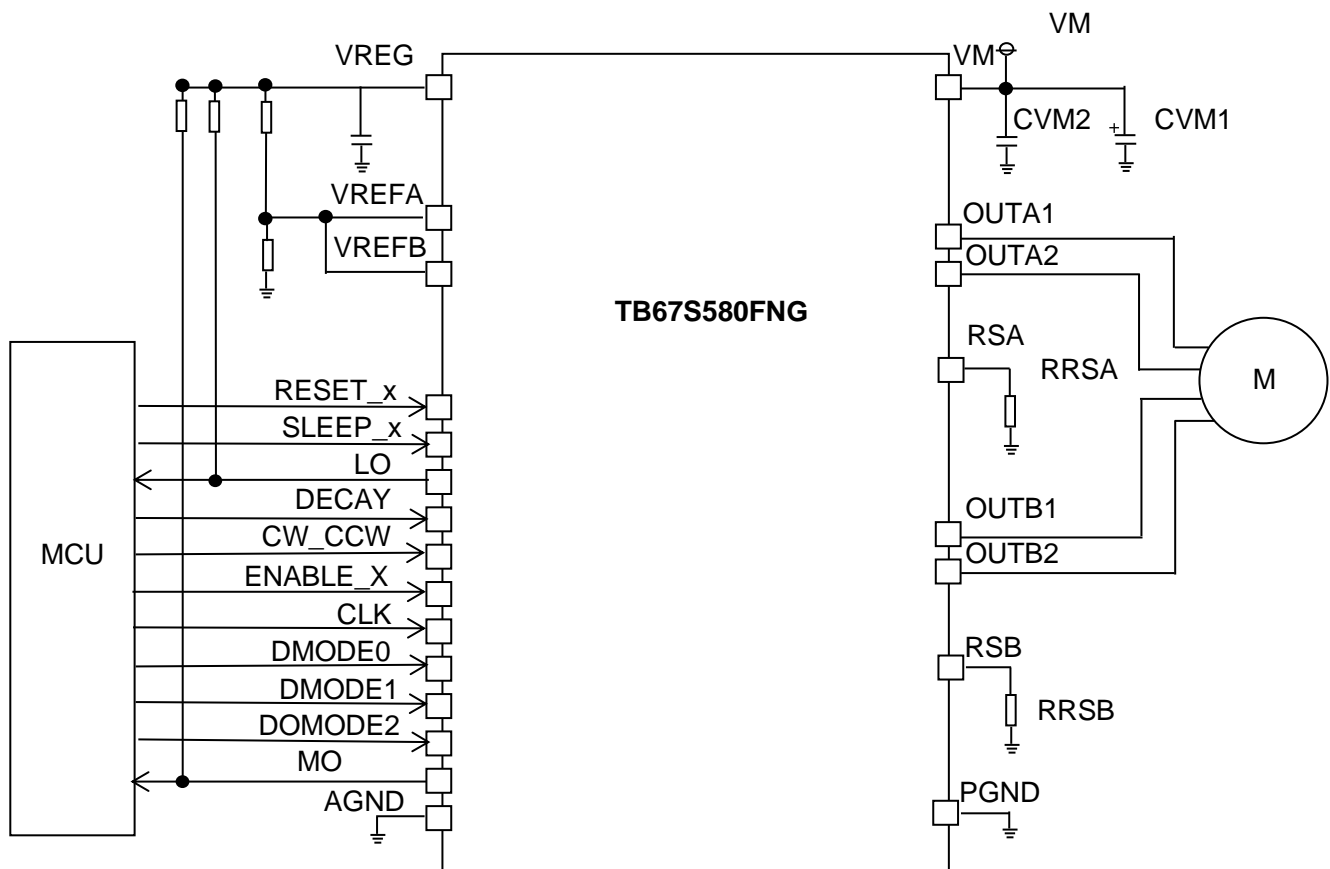 VM
VREG
VM
CVM2
+
CVM1
VREFA
VREFB
OUTA1
OUTA2
TB67S580FNG
RSA
RRSA
M
RESET_x
SLEEP_x
LO
DECAY
CW_CCW
ENABLE_X
CLK
DMODE0
DMODE1
DOMODE2
MO
AGND
MCU
OUTB1
OUTB2
RSB
RRSB
PGND